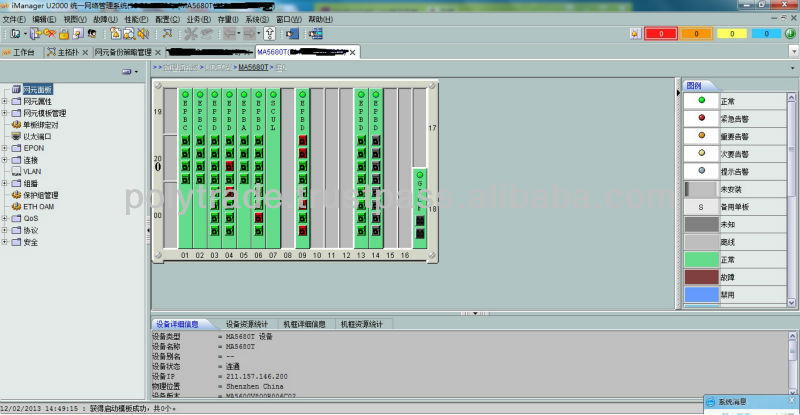 iManager U2000 统一网络管理系统 MA5680T]
文件(F) 编辑(E) 视图(V) 故障(U) 性能(P) 配置(C) 业务(R) 存量(I) 系统(S) 窗口(W) 帮助(H)
1 0 0 0
工作台 主拓扑 网元备份策略管理 MA5680T(
>> > > MA5680T >
网元面板
网元属性
网元模板管理
单板绑定对
以太端口
EPON
连接
VLAN
组播
保护组管理
ETH OAM
QoS
协议
安全
19
20
0
00
17
18
EPBC
EPBC
EPBD
EPBD
EPBA
EPBD
SCUL
EPBD
EPBD
EPBD
G
01 02 03 04 05 06 07 08 09 10 11 12 13 14 15 16
图例
正常
紧急告警
重要告警
次要告警
提示告警
未安装
S 备用单板
未知
离线
正常
故障
禁用
设备详细信息 设备资源统计 机框详细信息 机框资源统计
设备类型 = MA5680T 设备
设备名称 = MA5680T
设备别名 = --
设备状态 = 连通
设备IP = 211.157.146.200
物理位置 = Shenzhen China
设备版本 = MA5600V800R006C02
12/02/2013 14:49:15 : 获得启动模板成功，共0个。
系统消息
polytrade.trustpass.alibaba.com